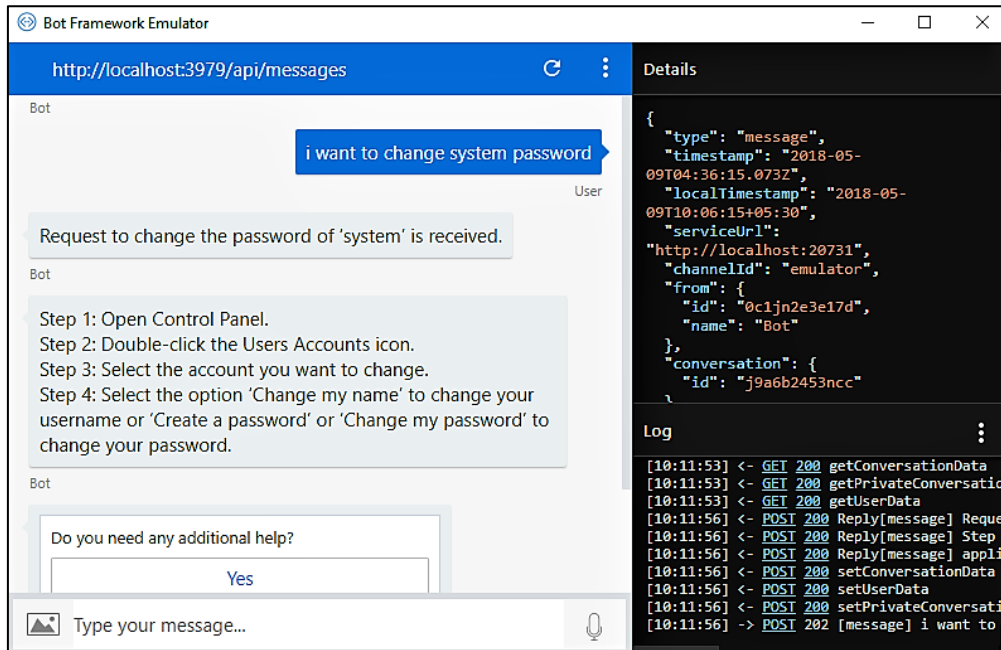 Bot Framework Emulator
http://localhost:3979/api/messages
Bot
i want to change system password
User
Request to change the password of ‘system’ is received.
Bot
Step 1: Open Control Panel.
Step 2: Double-click the Users Accounts icon.
Step 3: Select the account you want to change.
Step 4: Select the option ‘Change my name’ to change your
username or ‘Create a password’ or ‘Change my password’ to
change your password.
Bot
Do you need any additional help?
Yes
Type your message...
Details
{
"type": "message",
"timestamp": "2018-05-
09T04:36:15.073Z",
"localTimestamp": "2018-05-
09T10:06:15+05:30",
"serviceUrl":
"http://localhost:20731",
"channelId": "emulator",
"from": {
"id": "0c1jn2e3e17d",
"name": "Bot"
},
"conversation": {
"id": "j9a6b2453ncc"
}
Log
[10:11:53] <- GET 200 getConversationData
[10:11:53] <- GET 200 getPrivateConversatio
[10:11:53] <- GET 200 getUserData
[10:11:56] <- POST 200 Reply[message] Reque
[10:11:56] <- POST 200 Reply[message] Step
[10:11:56] <- POST 200 Reply[message] appli
[10:11:56] <- POST 200 setConversationData
[10:11:56] <- POST 200 setUserData
[10:11:56] <- POST 200 setPrivateConversati
[10:11:56] -> POST 202 [message] i want to